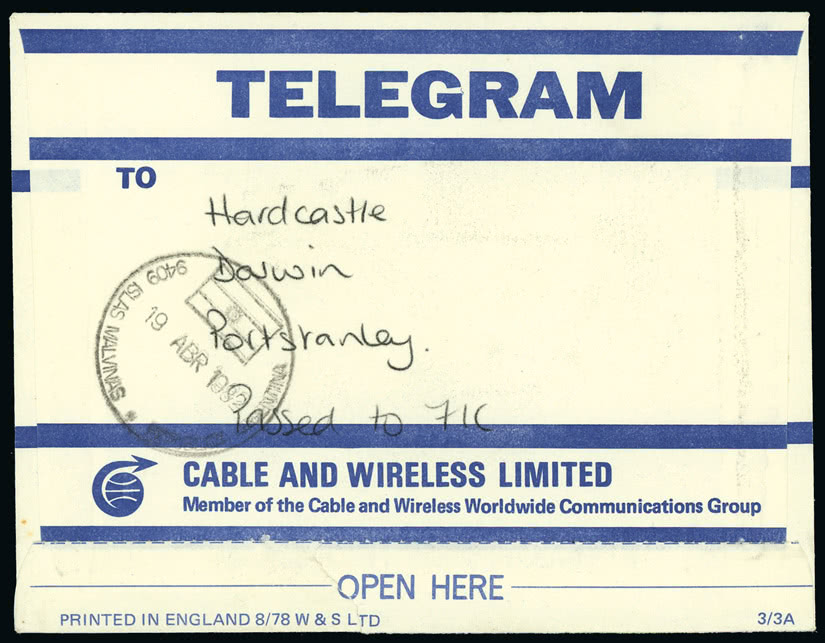 TELEGRAM
TO
Hardcastle
Darwin
Portstanley.
Passed to FIC
9409 ISLAS MALVINAS
19 ABR 1982
CABLE AND WIRELESS LIMITED
Member of the Cable and Wireless Worldwide Communications Group
OPEN HERE
PRINTED IN ENGLAND 8/78 W & S LTD
3/3A